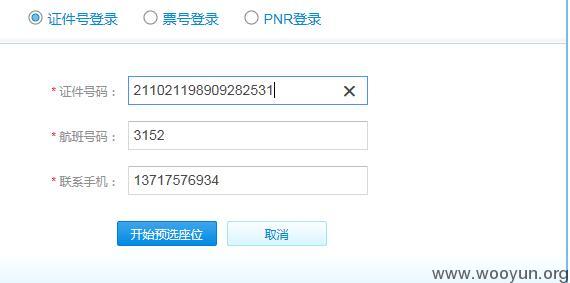 证件号登录 票号登录 PNR登录
* 证件号码： 211021198909282531
* 航班号码： 3152
* 联系手机： 13717576934
开始预选座位 取消
www.wooyun.org